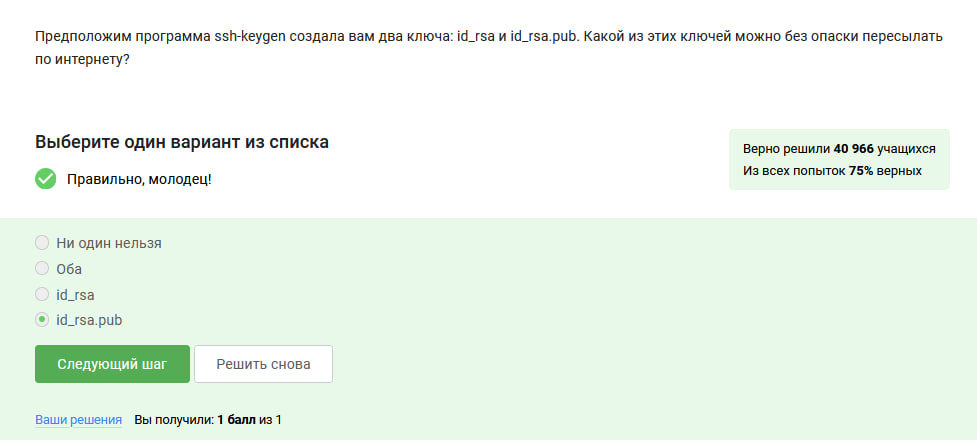 Предположим программа ssh-keygen создала вам два ключа: id_rsa и id_rsa.pub. Какой из этих ключей можно без опаски пересылать
по интернету?
Выберите один вариант из списка
Правильно, молодец!
Верно решили 40 966 учащихся
Из всех попыток 75% верных
Ни один нельзя
Оба
id_rsa
id_rsa.pub
Следующий шаг
Решить снова
Ваши решения Вы получили: 1 балл из 1